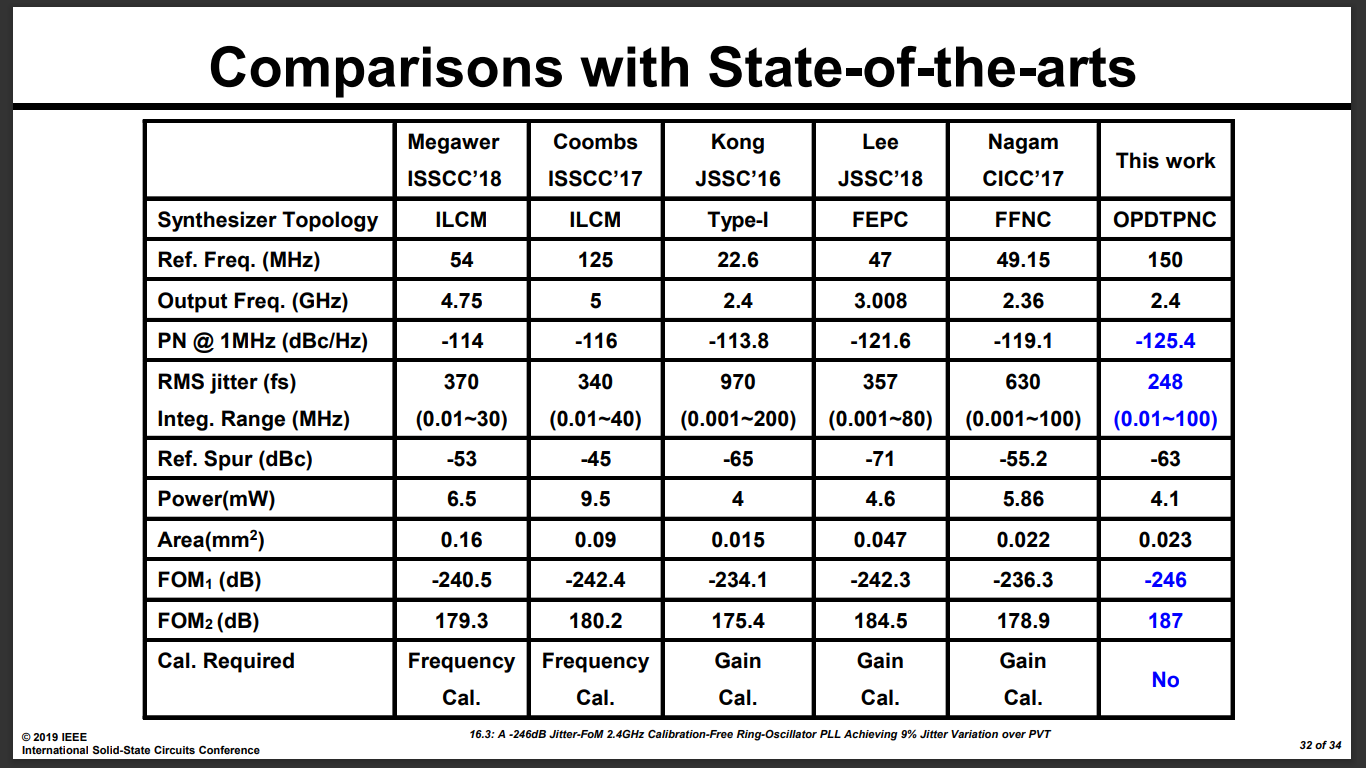 Comparisons with State-of-the-arts
Megawer ISSCC’18 Coombs ISSCC’17 Kong JSSC’16 Lee JSSC’18 Nagam CICC’17 This work
Synthesizer Topology ILCM ILCM Type-I FEPC FFNC OPDTPNC
Ref. Freq. (MHz) 54 125 22.6 47 49.15 150
Output Freq. (GHz) 4.75 5 2.4 3.008 2.36 2.4
PN @ 1MHz (dBc/Hz) -114 -116 -113.8 -121.6 -119.1 -125.4
RMS jitter (fs) 370 340 970 357 630 248
Integ. Range (MHz) (0.01~30) (0.01~40) (0.001~200) (0.001~80) (0.001~100) (0.01~100)
Ref. Spur (dBc) -53 -45 -65 -71 -55.2 -63
Power(mW) 6.5 9.5 4 4.6 5.86 4.1
Area(mm²) 0.16 0.09 0.015 0.047 0.022 0.023
FOM₁ (dB) -240.5 -242.4 -234.1 -242.3 -236.3 -246
FOM₂ (dB) 179.3 180.2 175.4 184.5 178.9 187
Cal. Required Frequency Cal. Frequency Cal. Gain Cal. Gain Cal. Gain Cal. No
© 2019 IEEE
International Solid-State Circuits Conference
16.3: A -246dB Jitter-FoM 2.4GHz Calibration-Free Ring-Oscillator PLL Achieving 9% Jitter Variation over PVT
32 of 34